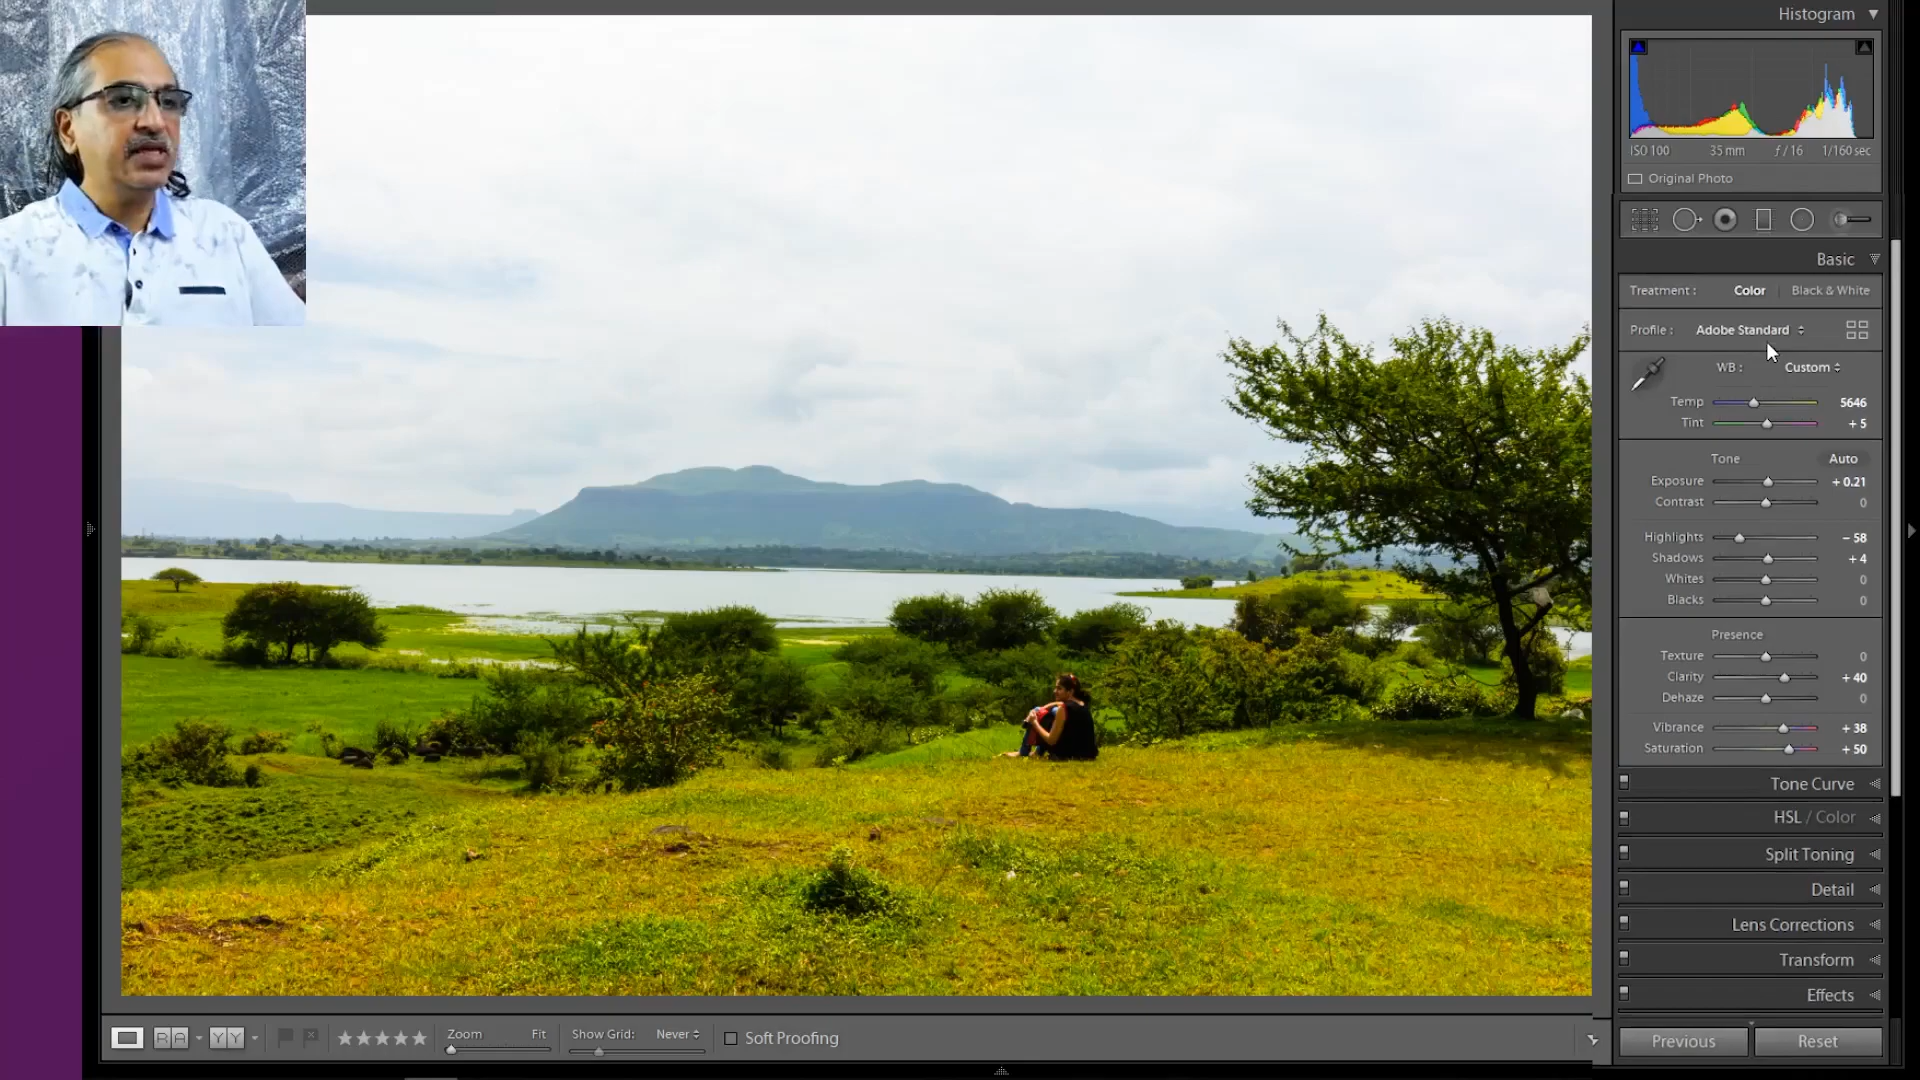 Histogram
ISO 100 35 mm ƒ / 16 1/160 sec
Original Photo
Basic
Treatment : Color Black & White
Profile : Adobe Standard
WB : Custom
Temp 5646
Tint + 5
Tone Auto
Exposure + 0.21
Contrast 0
Highlights − 58
Shadows + 4
Whites 0
Blacks 0
Presence
Texture 0
Clarity + 40
Dehaze 0
Vibrance + 38
Saturation + 50
Tone Curve
HSL / Color
Split Toning
Detail
Lens Corrections
Transform
Effects
Previous Reset
R A Y Y Zoom Fit Show Grid: Never Soft Proofing